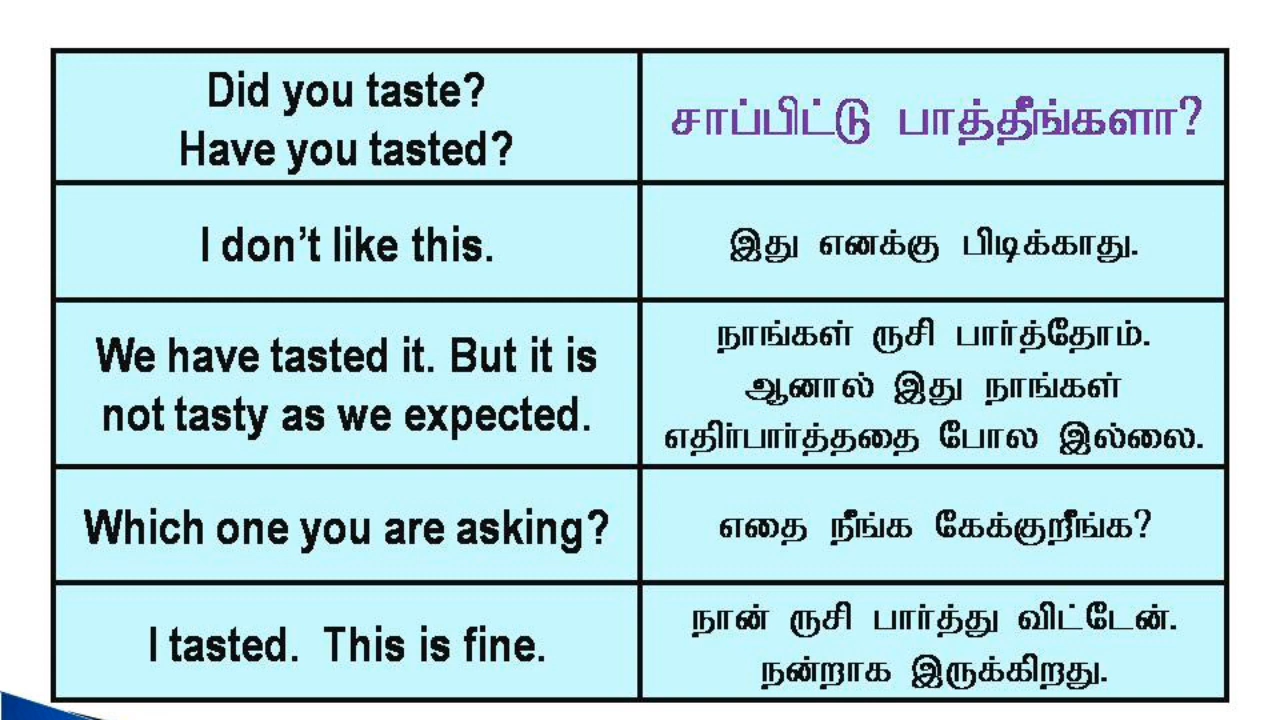 Did you taste?
Have you tasted?
சாப்பிட்டு பாத்தீங்களா?
I don't like this.
இது எனக்கு பிடிக்காது.
We have tasted it. But it is
not tasty as we expected.
நாங்கள் ருசி பார்த்தோம்.
ஆனால் இது நாங்கள்
எதிர்பார்த்ததை போல இல்லை.
Which one you are asking?
எதை நீங்க கேக்குறீங்க?
I tasted. This is fine.
நான் ருசி பார்த்து விட்டேன்.
நன்றாக இருக்கிறது.